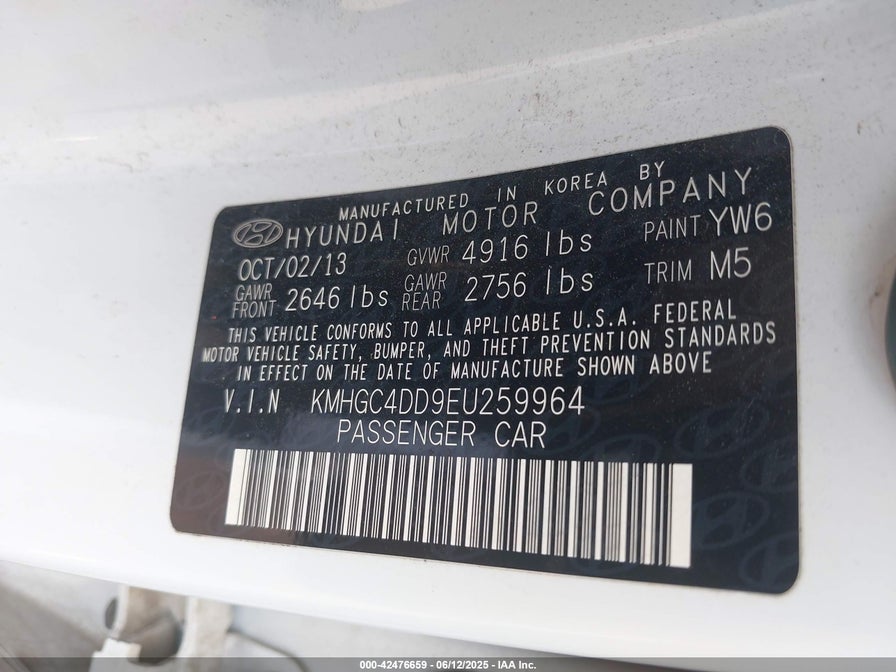 MANUFACTURED IN KOREA BY
HYUNDAI MOTOR COMPANY
OCT/02/13 GVWR 4916 lbs PAINT YW6
GAWR FRONT 2646 lbs GAWR REAR 2756 lbs TRIM M5
THIS VEHICLE CONFORMS TO ALL APPLICABLE U.S.A. FEDERAL
MOTOR VEHICLE SAFETY, BUMPER, AND THEFT PREVENTION STANDARDS
IN EFFECT ON THE DATE OF MANUFACTURE SHOWN ABOVE
V.I.N KMHGC4DD9EU259964
PASSENGER CAR
000-42476659 - 06/12/2025 - IAA Inc.